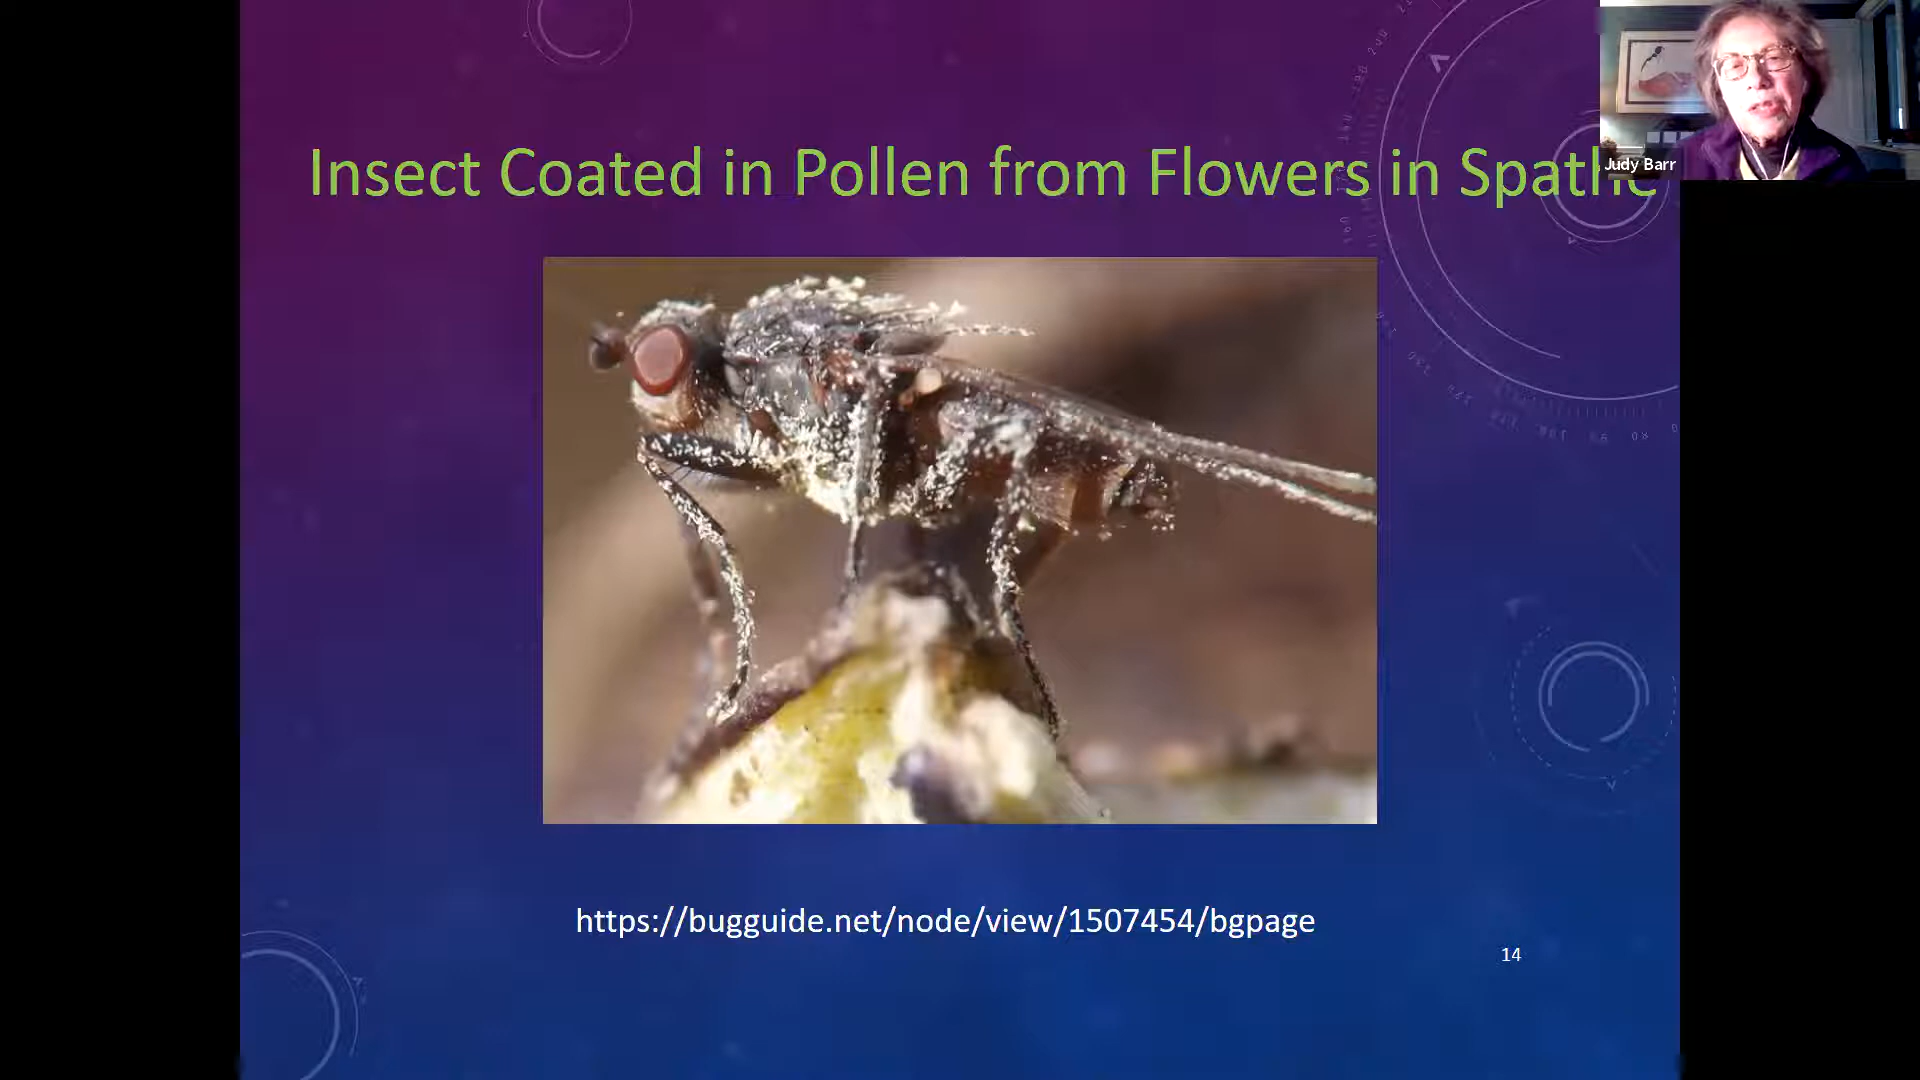 Insect Coated in Pollen from Flowers in Spathe
Judy Barr
https://bugguide.net/node/view/1507454/bgpage
14